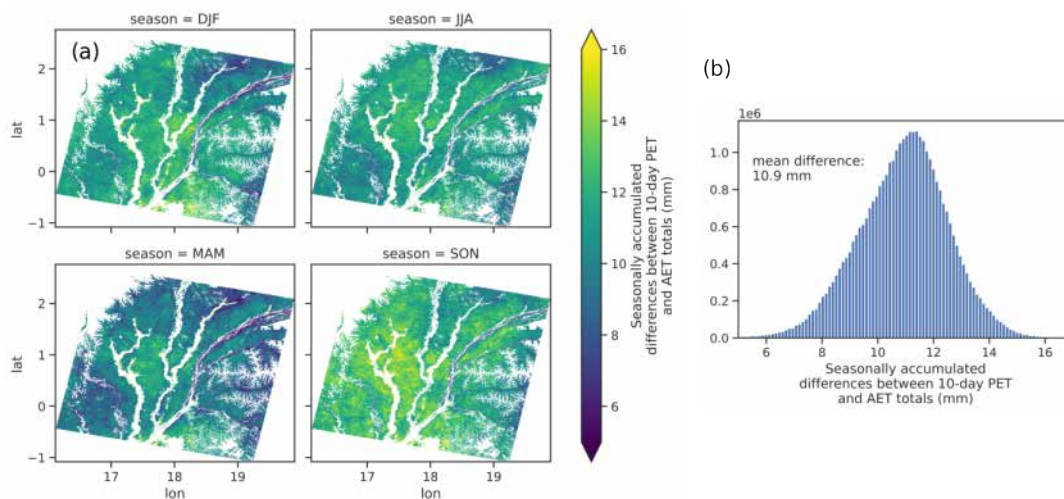 season = DJF
season = JJA
(a)
2
1
0
−1
lat
season = MAM
season = SON
2
1
0
−1
lat
17
18
19
17
18
19
lon
lon
16
14
12
10
8
6
Seasonally accumulated
differences between 10-day PET
and AET totals (mm)
(b)
1e6
mean difference:
10.9 mm
1.0
0.8
0.6
0.4
0.2
0.0
6
8
10
12
14
16
Seasonally accumulated
differences between 10-day PET
and AET totals (mm)